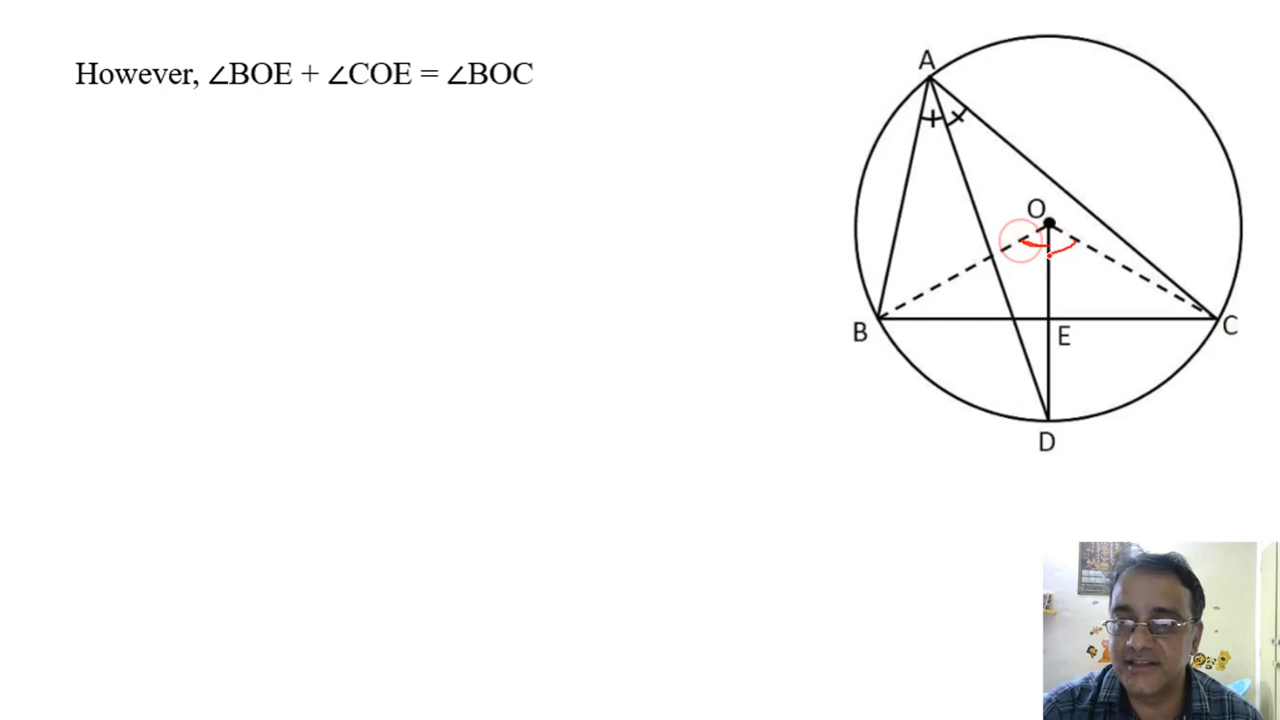 However, ∠BOE + ∠COE = ∠BOC
A
O
B
E
C
D